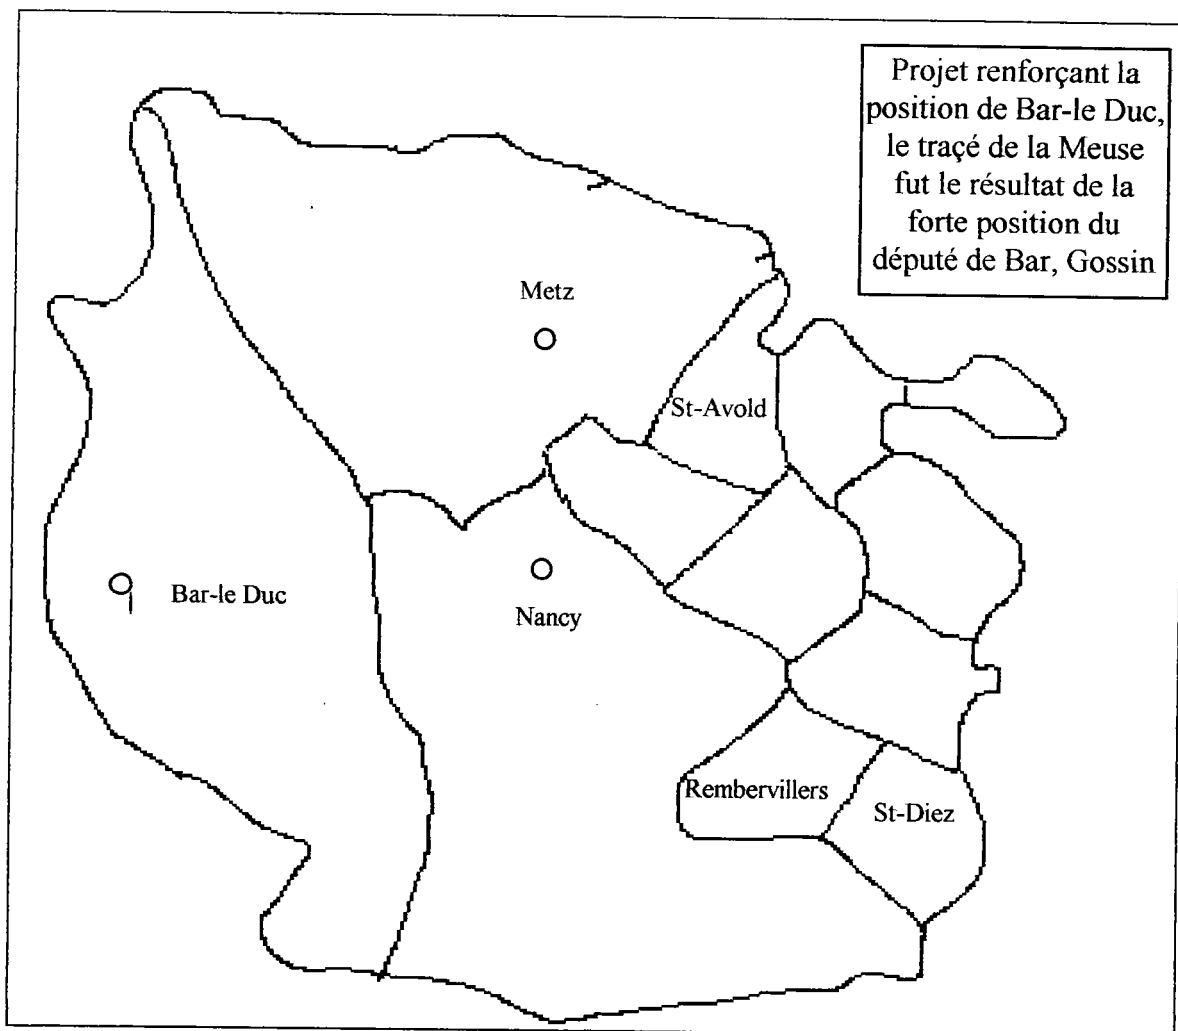 Projet renforçant la
position de Bar-le Duc,
le traçé de la Meuse
fut le résultat de la
forte position du
député de Bar, Gossin
Metz
St-Avold
Bar-le Duc
Nancy
Rembervillers
St-Diez